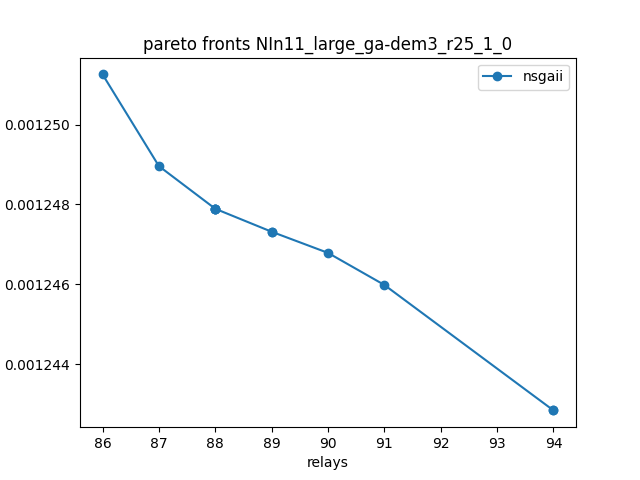 pareto fronts NIn11_large_ga-dem3_r25_1_0
nsgaii
0.001250
0.001248
0.001246
0.001244
86 87 88 89 90 91 92 93 94
relays